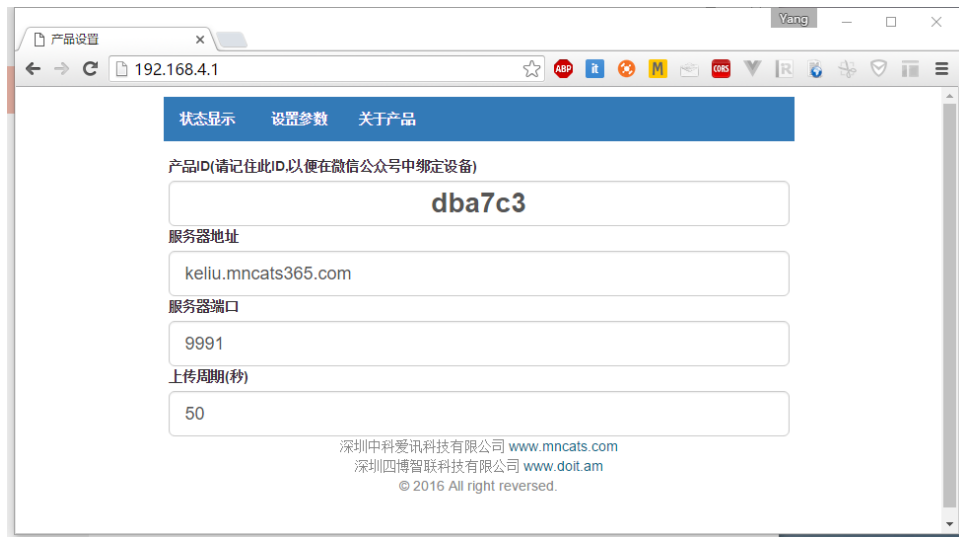 Yang
产品设置
192.168.4.1
ABP
it
M
CORS
R
状态显示 设置参数 关于产品
产品ID(请记住此ID,以便在微信公众号中绑定设备)
dba7c3
服务器地址
keliu.mncats365.com
服务器端口
9991
上传周期(秒)
50
深圳中科爱讯科技有限公司 www.mncats.com
深圳四博智联科技有限公司 www.doit.am
© 2016 All right reversed.